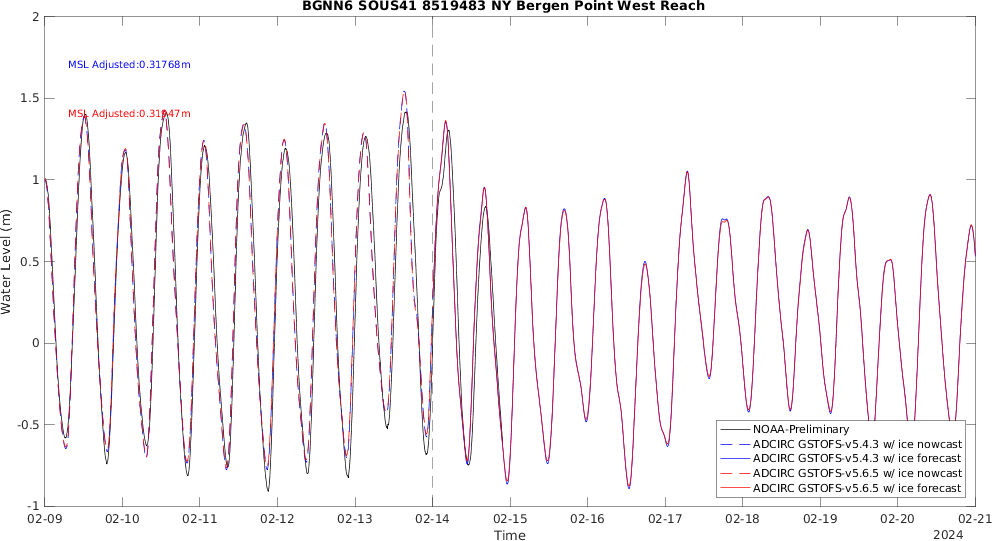 BGNN6 SOUS41 8519483 NY Bergen Point West Reach
2
MSL Adjusted:0.31768m
1.5
MSL Adjusted:0.31947m
1
0.5
0
-0.5
-1
Water Level (m)
NOAA-Preliminary
ADCIRC GSTOFS-v5.4.3 w/ ice nowcast
ADCIRC GSTOFS-v5.4.3 w/ ice forecast
ADCIRC GSTOFS-v5.6.5 w/ ice nowcast
ADCIRC GSTOFS-v5.6.5 w/ ice forecast
02-09 02-10 02-11 02-12 02-13 02-14 02-15 02-16 02-17 02-18 02-19 02-20 02-21
Time
2024